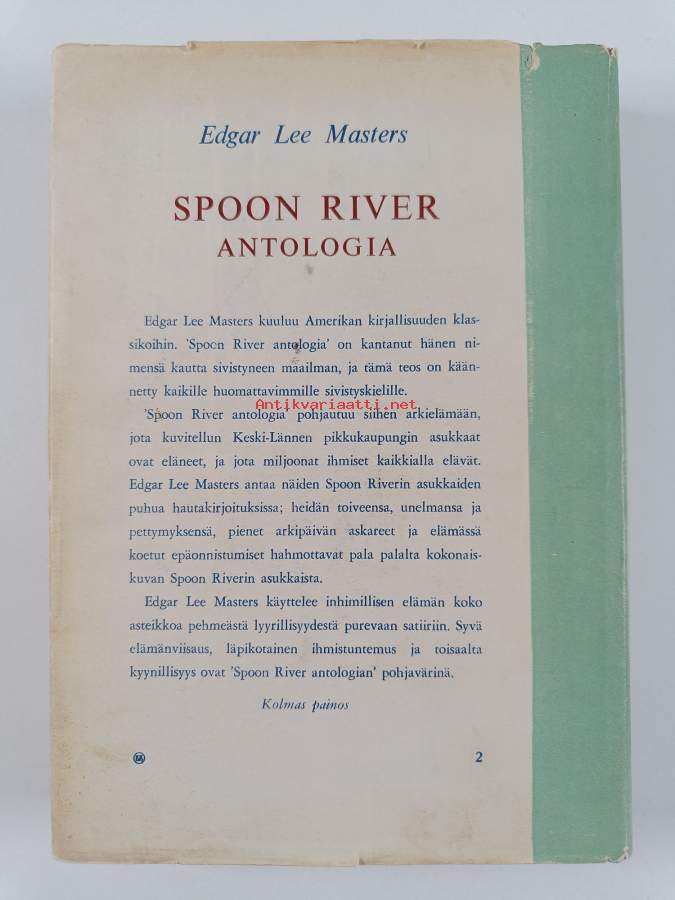 Edgar Lee Masters
SPOON RIVER
ANTOLOGIA
Edgar Lee Masters kuuluu Amerikan kirjallisuuden klas-
sikoihin. 'Spoon River antologia' on kantanut hänen ni-
mensä kautta sivistyneen maailman, ja tämä teos on kään-
netty kaikille huomattavimmille sivistyskielille.
Antikvariaatti.net
'Spoon River antologia' pohjautuu siihen arkielämään,
jota kuvitellun Keski-Lännen pikkukaupungin asukkaat
ovat eläneet, ja jota miljoonat ihmiset kaikkialla elävät.
Edgar Lee Masters antaa näiden Spoon Riverin asukkaiden
puhua hautakirjoituksissa; heidän toiveensa, unelmansa ja
pettymyksensä, pienet arkipäivän askareet ja elämässä
koetut epäonnistumiset hahmottavat pala palalta kokonais-
kuvan Spoon Riverin asukkaista.
Edgar Lee Masters käyttelee inhimillisen elämän koko
asteikkoa pehmeästä lyyrillisyydestä purevaan satiiriin. Syvä
elämänviisaus, läpikotainen ihmistuntemus ja toisaalta
kyynillisyys ovat 'Spoon River antologian' pohjavärinä.
Kolmas painos
2